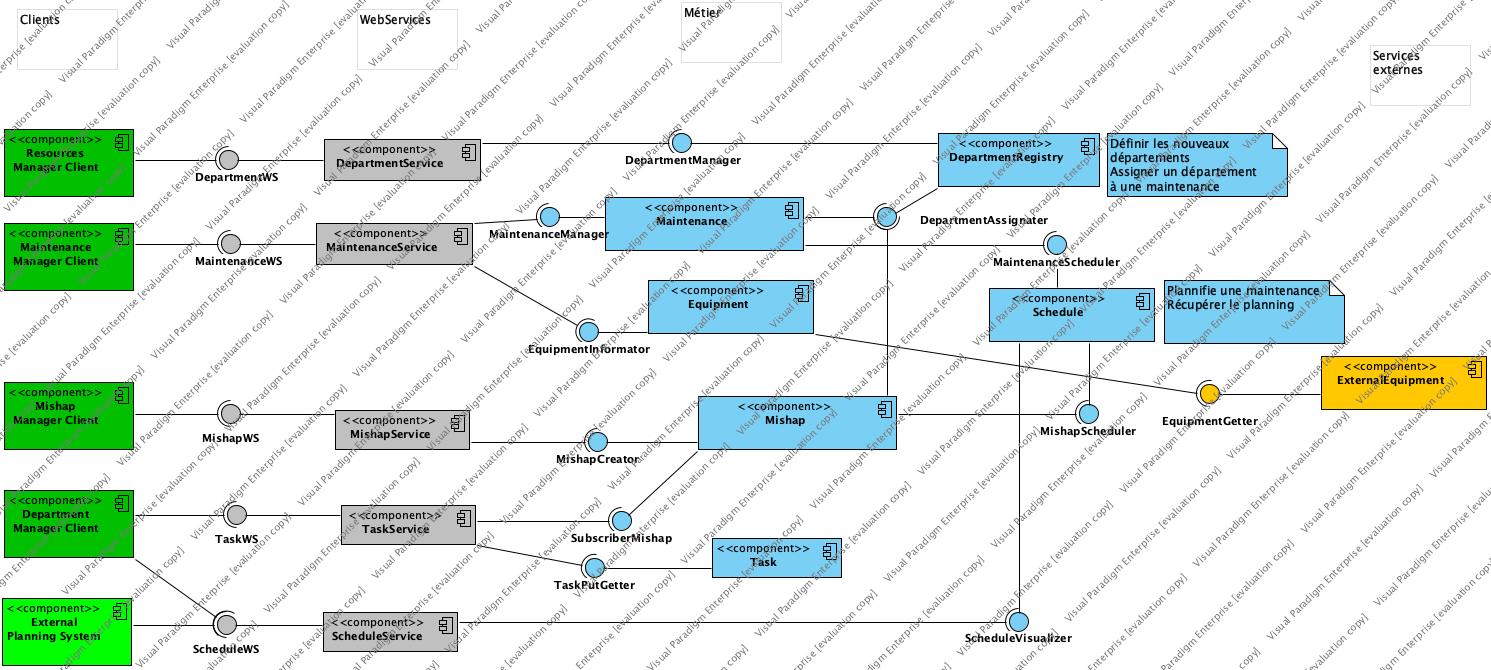 Clients
WebServices
Métier
Services
externes
<<component>>
Resources
Manager Client
DepartmentWS
<<component>>
DepartmentService
DepartmentManager
<<component>>
DepartmentRegistry
Définir les nouveaux
départements
Assigner un département
à une maintenance
<<component>>
Maintenance
Manager Client
MaintenanceWS
<<component>>
MaintenanceService
MaintenanceManager
<<component>>
Maintenance
DepartmentAssignater
MaintenanceScheduler
<<component>>
Equipment
EquipmentInformator
<<component>>
Schedule
Plannifie une maintenance
Récupérer le planning
<<component>>
ExternalEquipment
EquipmentGetter
<<component>>
Mishap
Manager Client
MishapWS
<<component>>
MishapService
MishapCreator
<<component>>
Mishap
MishapScheduler
<<component>>
Department
Manager Client
TaskWS
<<component>>
TaskService
SubscriberMishap
TaskPutGetter
<<component>>
Task
<<component>>
External
Planning System
ScheduleWS
<<component>>
ScheduleService
ScheduleVisualizer
Visual Paradigm Enterprise [evaluation copy]